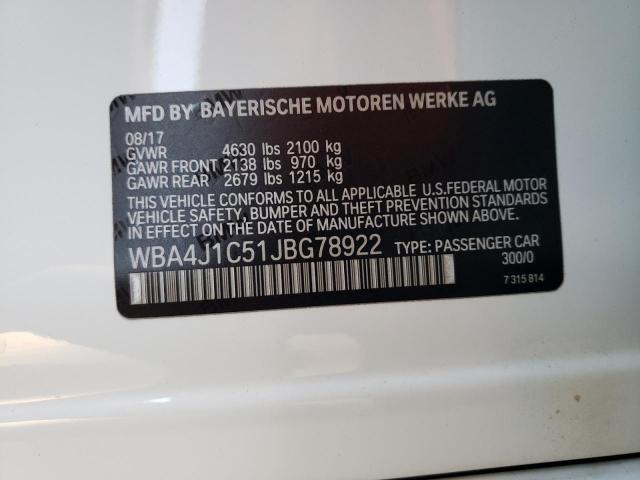 MFD BY BAYERISCHE MOTOREN WERKE AG
08/17
GVWR 4630 lbs 2100 kg
GAWR FRONT 2138 lbs 970 kg
GAWR REAR 2679 lbs 1215 kg
THIS VEHICLE CONFORMS TO ALL APPLICABLE U.S.FEDERAL MOTOR
VEHICLE SAFETY, BUMPER AND THEFT PREVENTION STANDARDS
IN EFFECT ON THE DATE OF MANUFACTURE SHOWN ABOVE.
WBA4J1C51JBG78922 TYPE: PASSENGER CAR
300/0
7 315 814